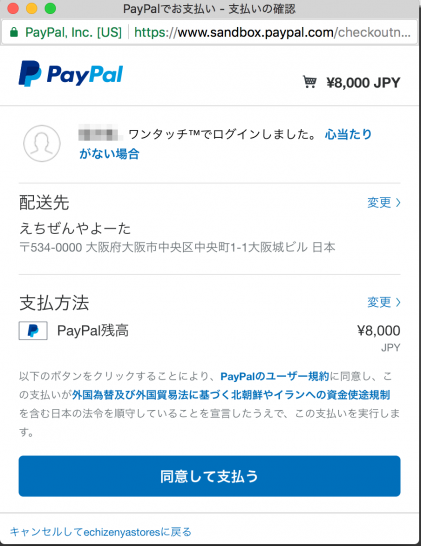 PayPalでお支払い - 支払いの確認
PayPal, Inc. [US] https://www.sandbox.paypal.com/checkoutn...
PayPal ¥8,000 JPY
ワンタッチ™でログインしました。 心当たり
がない場合
配送先 変更
えちぜんやよーた
〒534-0000 大阪府大阪市中央区中央町1-1大阪城ビル 日本
支払方法 変更
PayPal PayPal残高 ¥8,000
JPY
以下のボタンをクリックすることにより、PayPalのユーザー規約に同意し、こ
の支払いが外国為替及び外国貿易法に基づく北朝鮮やイランへの資金使途規制
を含む日本の法令を順守していることを宣言したうえで、この支払いを実行しま
す。
同意して支払う
キャンセルしてechizenyastoresに戻る